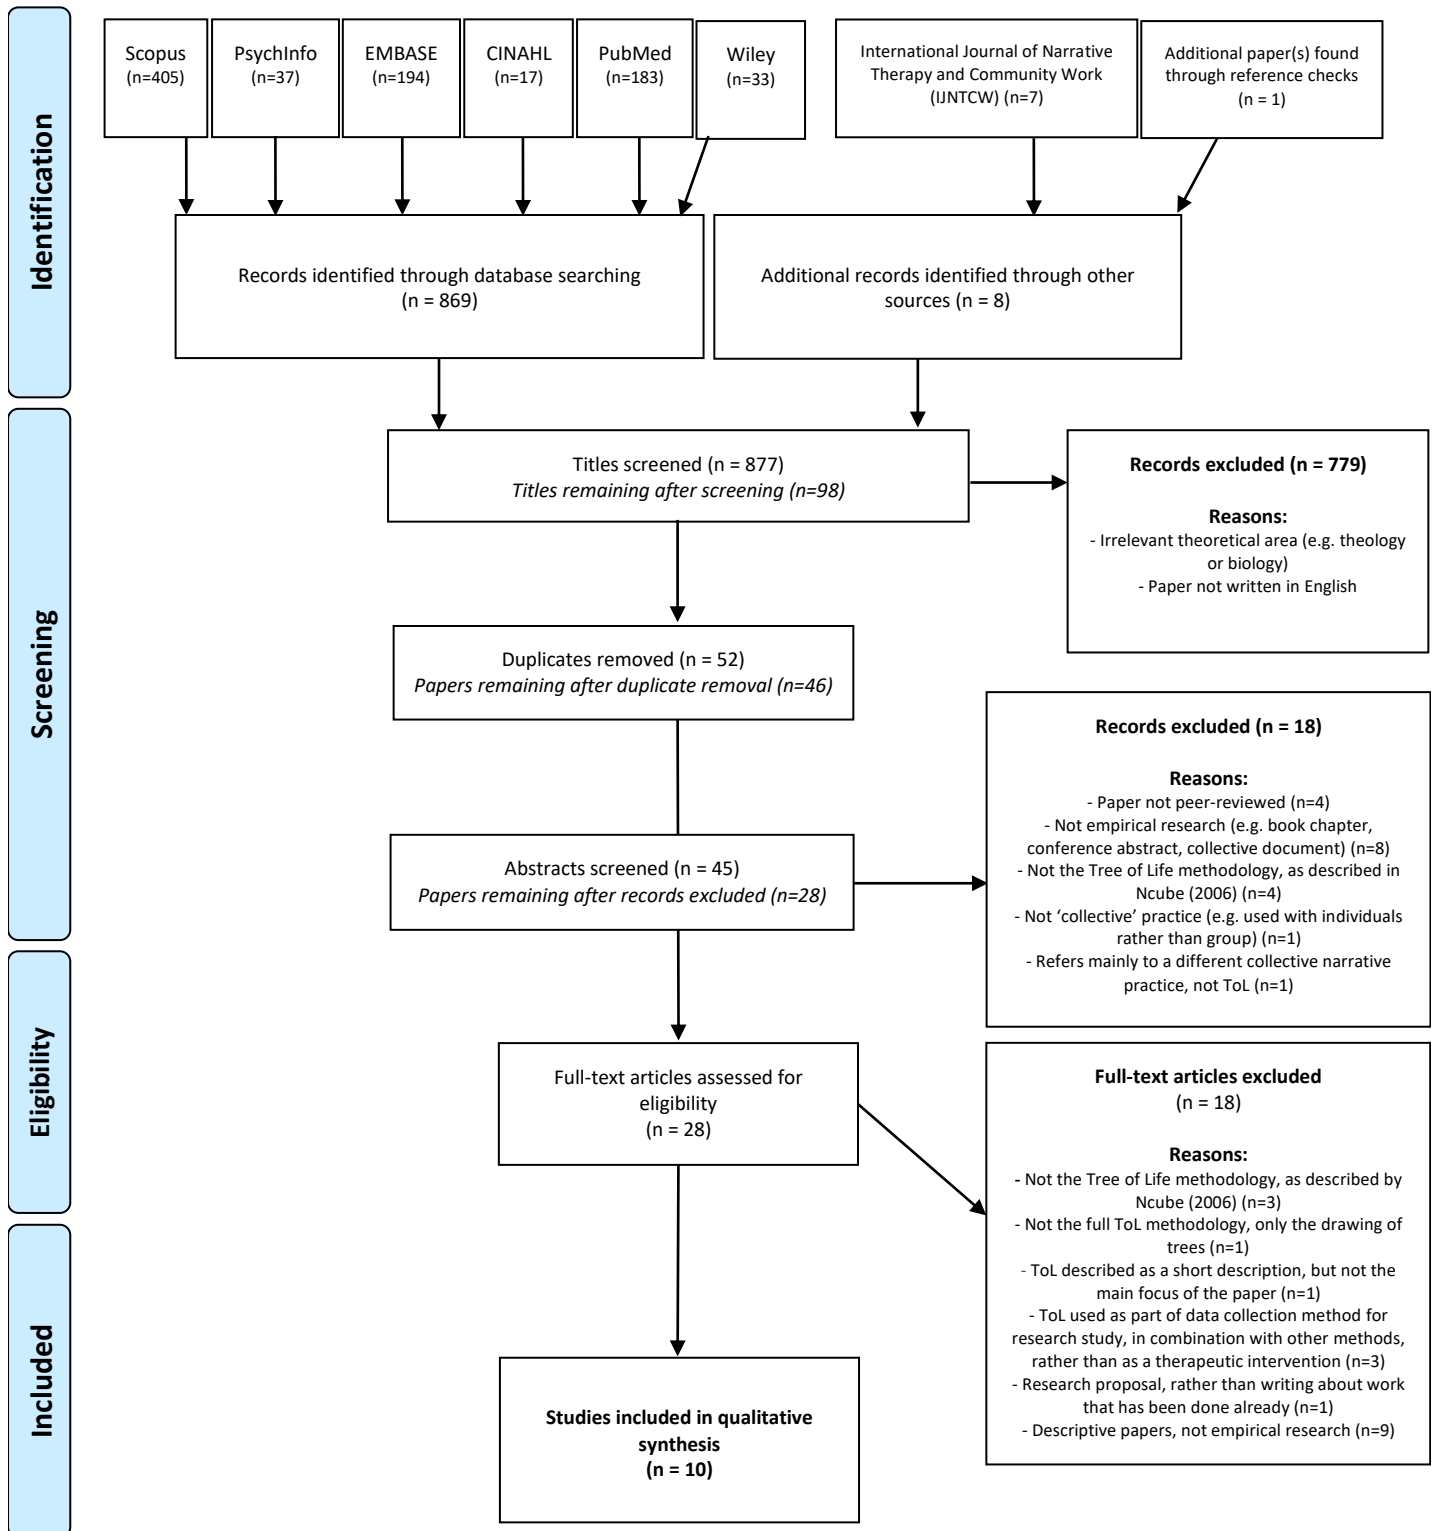 Identification
Scopus
(n=405)
PsychInfo
(n=37)
EMBASE
(n=194)
CINAHL
(n=17)
PubMed
(n=183)
Wiley
(n=33)
International Journal of Narrative
Therapy and Community Work
(IJNTCW) (n=7)
Additional paper(s) found
through reference checks
(n = 1)
Records identified through database searching
(n = 869)
Additional records identified through other
sources (n = 8)
Screening
Titles screened (n = 877)
Titles remaining after screening (n=98)
Records excluded (n = 779)
Reasons:
- Irrelevant theoretical area (e.g. theology
or biology)
- Paper not written in English
Duplicates removed (n = 52)
Papers remaining after duplicate removal (n=46)
Abstracts screened (n = 45)
Papers remaining after records excluded (n=28)
Records excluded (n = 18)
Reasons:
- Paper not peer-reviewed (n=4)
- Not empirical research (e.g. book chapter,
conference abstract, collective document) (n=8)
- Not the Tree of Life methodology, as described in
Ncube (2006) (n=4)
- Not ‘collective’ practice (e.g. used with individuals
rather than group) (n=1)
- Refers mainly to a different collective narrative
practice, not ToL (n=1)
Eligibility
Full-text articles assessed for
eligibility
(n = 28)
Full-text articles excluded
(n = 18)
Reasons:
- Not the Tree of Life methodology, as described by
Ncube (2006) (n=3)
- Not the full ToL methodology, only the drawing of
trees (n=1)
- ToL described as a short description, but not the
main focus of the paper (n=1)
- ToL used as part of data collection method for
research study, in combination with other methods,
rather than as a therapeutic intervention (n=3)
- Research proposal, rather than writing about work
that has been done already (n=1)
- Descriptive papers, not empirical research (n=9)
Included
Studies included in qualitative
synthesis
(n = 10)